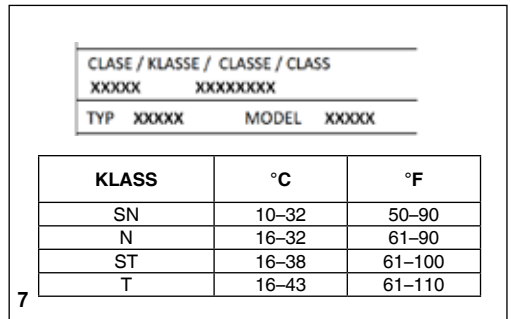 CLASE / KLASSE / CLASSE / CLASS
XXXXX XXXXXXXX
TYP XXXXX MODEL XXXXX
KLASS °C °F
SN 10–32 50–90
N 16–32 61–90
ST 16–38 61–100
T 16–43 61–110
7